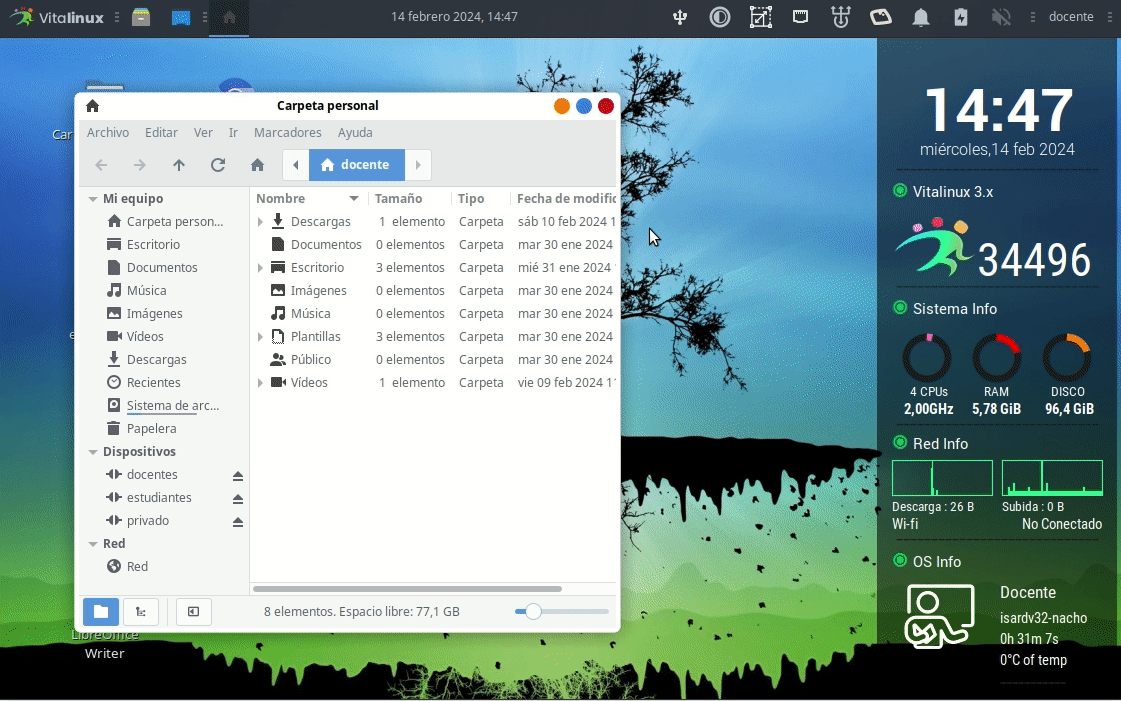 Vitalinux
14 febrero 2024, 14:47
docente
Car
e
LibreOffice
Writer
Carpeta personal
Archivo Editar Ver Ir Marcadores Ayuda
docente
Mi equipo
Carpeta person...
Escritorio
Documentos
Música
Imágenes
Vídeos
Descargas
Recientes
Sistema de arc...
Papelera
Dispositivos
docentes
estudiantes
privado
Red
Red
Nombre Tamaño Tipo Fecha de modific
Descargas 1 elemento Carpeta sáb 10 feb 2024 1
Documentos 0 elementos Carpeta mar 30 ene 2024
Escritorio 3 elementos Carpeta mié 31 ene 2024
Imágenes 0 elementos Carpeta mar 30 ene 2024
Música 0 elementos Carpeta mar 30 ene 2024
Plantillas 3 elementos Carpeta mar 30 ene 2024
Público 0 elementos Carpeta mar 30 ene 2024
Vídeos 1 elemento Carpeta vie 09 feb 2024 1
8 elementos. Espacio libre: 77,1 GB
14:47
miércoles,14 feb 2024
Vitalinux 3.x
34496
Sistema Info
4 CPUs RAM DISCO
2,00GHz 5,78 GiB 96,4 GiB
Red Info
Descarga : 26 B Subida : 0 B
Wi-fi No Conectado
OS Info
Docente
isardv32-nacho
0h 31m 7s
0°C of temp